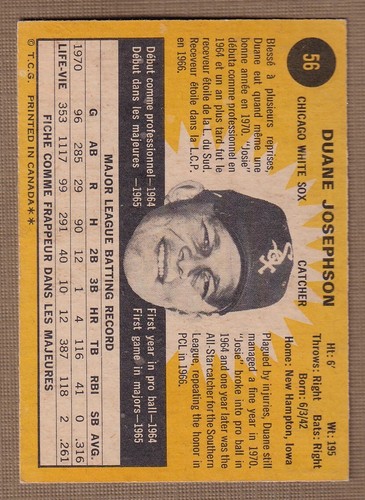 56
DUANE JOSEPHSON
CHICAGO WHITE SOX
CATCHER
Ht: 6' Wt: 195
Throws: Right Bats: Right
Born: 6/3/42
Home: New Hampton, Iowa
Blessé à plusieurs reprises,
Duane eut quand même une
bonne année en 1970. "Josie"
débuta comme professionnel en
1964 et un an plus tard fut le
receveur étoile de la L. du Sud.
Receveur étoile dans la L.C.P.
en 1966.
Plagued by injuries, Duane still
managed a fine year in 1970.
"Josie" broke into pro ball in
1964 and one year later was the
All-Star catcher for the Southern
League, repeating the honor in
PCL in 1966.
Début comme professionnel—1964
Début dans les majeures —1965
First year in pro ball—1964
First game in majors—1965
MAJOR LEAGUE BATTING RECORD
G AB R H 2B 3B HR TB RBI SB AVG.
1970 96 285 29 90 12 1 4 116 41 0 .316
LIFE-VIE 353 1117 99 291 40 10 12 387 118 2 .261
FICHE COMME FRAPPEUR DANS LES MAJEURES
© T.C.G. PRINTED IN CANADA**